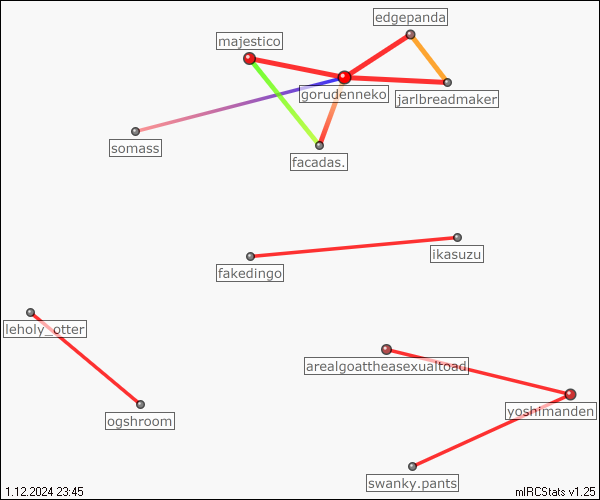 edgepanda
majestico
gorudenneko
jarlbreadmaker
somass
facadas.
ikasuzu
fakedingo
leholy_otter
arealgoattheasexualtoad
yoshimanden
ogshroom
swanky.pants
1.12.2024 23:45
mIRCStats v1.25